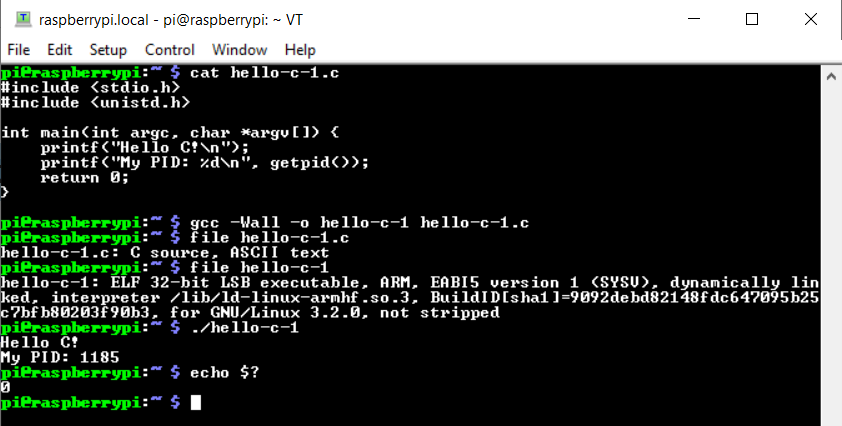 raspberrypi.local - pi@raspberrypi: ~ VT
File Edit Setup Control Window Help
pi@raspberrypi:~ $ cat hello-c-1.c
#include <stdio.h>
#include <unistd.h>
int main(int argc, char *argv[]) {
    printf("Hello C!\n");
    printf("My PID: %d\n", getpid());
    return 0;
}
pi@raspberrypi:~ $ gcc -Wall -o hello-c-1 hello-c-1.c
pi@raspberrypi:~ $ file hello-c-1.c
hello-c-1.c: C source, ASCII text
pi@raspberrypi:~ $ file hello-c-1
hello-c-1: ELF 32-bit LSB executable, ARM, EABI5 version 1 (SYSV), dynamically lin
ked, interpreter /lib/ld-linux-armhf.so.3, BuildID[sha1]=9092debd82148fdc647095b25
c7bfb80203f90b3, for GNU/Linux 3.2.0, not stripped
pi@raspberrypi:~ $ ./hello-c-1
Hello C!
My PID: 1185
pi@raspberrypi:~ $ echo $?
0
pi@raspberrypi:~ $